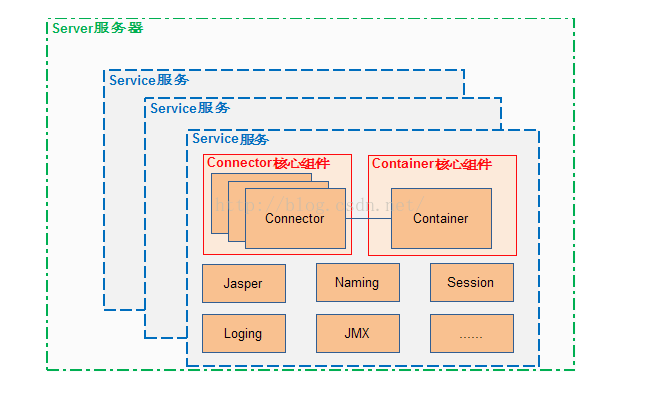 Server服务器
Service服务
Service服务
Service服务
Connector核心组件
Container核心组件
http://blog.csdn.net/
Connector
Container
Jasper
Naming
Session
Loging
JMX
......